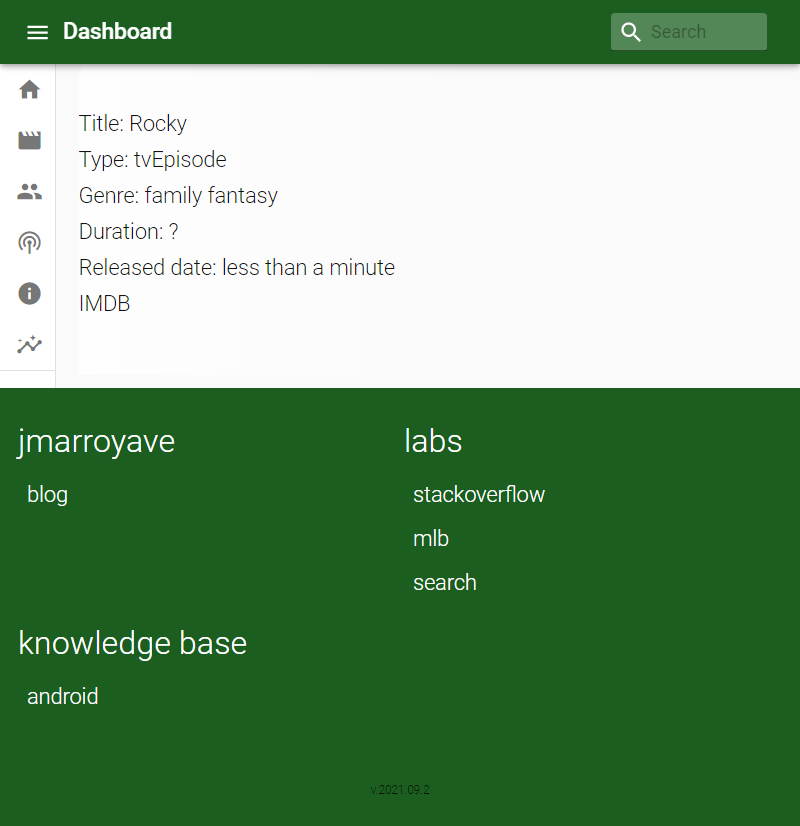 Dashboard
Search
Title: Rocky
Type: tvEpisode
Genre: family fantasy
Duration: ?
Released date: less than a minute
IMDB
jmarroyave
blog
labs
stackoverflow
mlb
search
knowledge base
android
v.2021.09.2